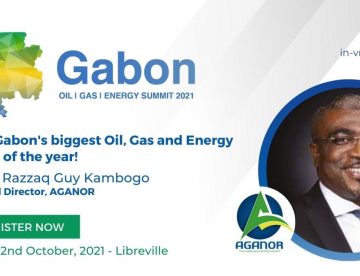 in-v
Gabon
OIL | GAS | ENERGY SUMMIT 2021
Gabon's biggest Oil, Gas and Energy
of the year!
Razzaq Guy Kambogo
l Director, AGANOR
ISTER NOW
2nd October, 2021 - Libreville
AGANOR